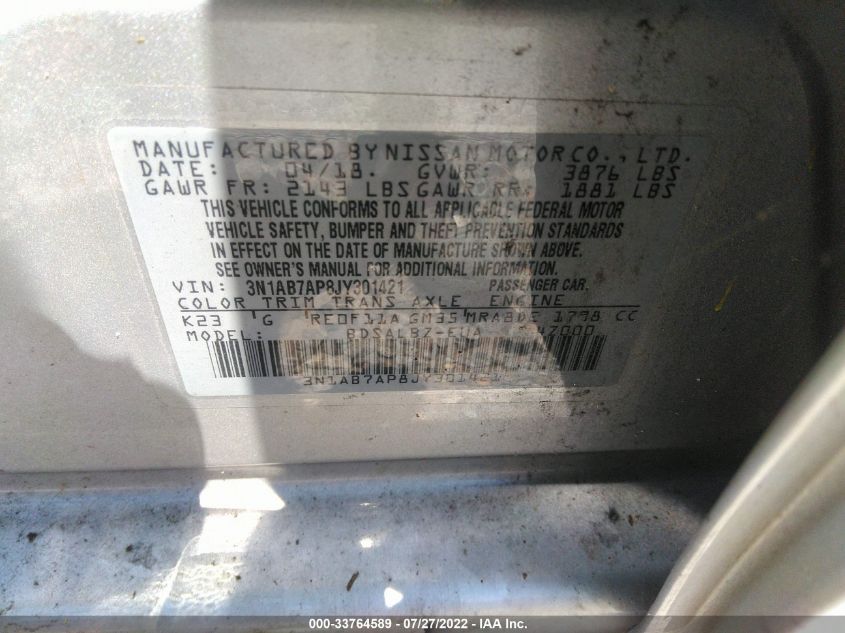 MANUFACTURED BY NISSAN MOTOR CO., LTD.
DATE: 04/18. GVWR: 3876 LBS
GAWR FR: 2143 LBS GAWR RR: 1881 LBS
THIS VEHICLE CONFORMS TO ALL APPLICABLE FEDERAL MOTOR
VEHICLE SAFETY, BUMPER AND THEFT PREVENTION STANDARDS
IN EFFECT ON THE DATE OF MANUFACTURE SHOWN ABOVE.
SEE OWNER'S MANUAL FOR ADDITIONAL INFORMATION.
VIN: 3N1AB7AP8JY301421 PASSENGER CAR.
COLOR TRIM TRANS AXLE ENGINE
K23 G RE0F11A GM35 MRA8DE 1798 CC
BDSALBZ-EUA
3N1AB7AP8JY301421
000-33764589 - 07/27/2022 - IAA Inc.